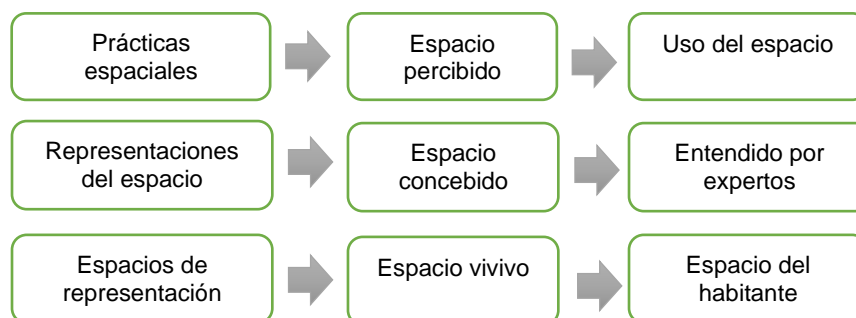 Prácticas
espaciales
Espacio
percibido
Uso del espacio
Representaciones
del espacio
Espacio
concebido
Entendido por
expertos
Espacios de
representación
Espacio vivivo
Espacio del
habitante